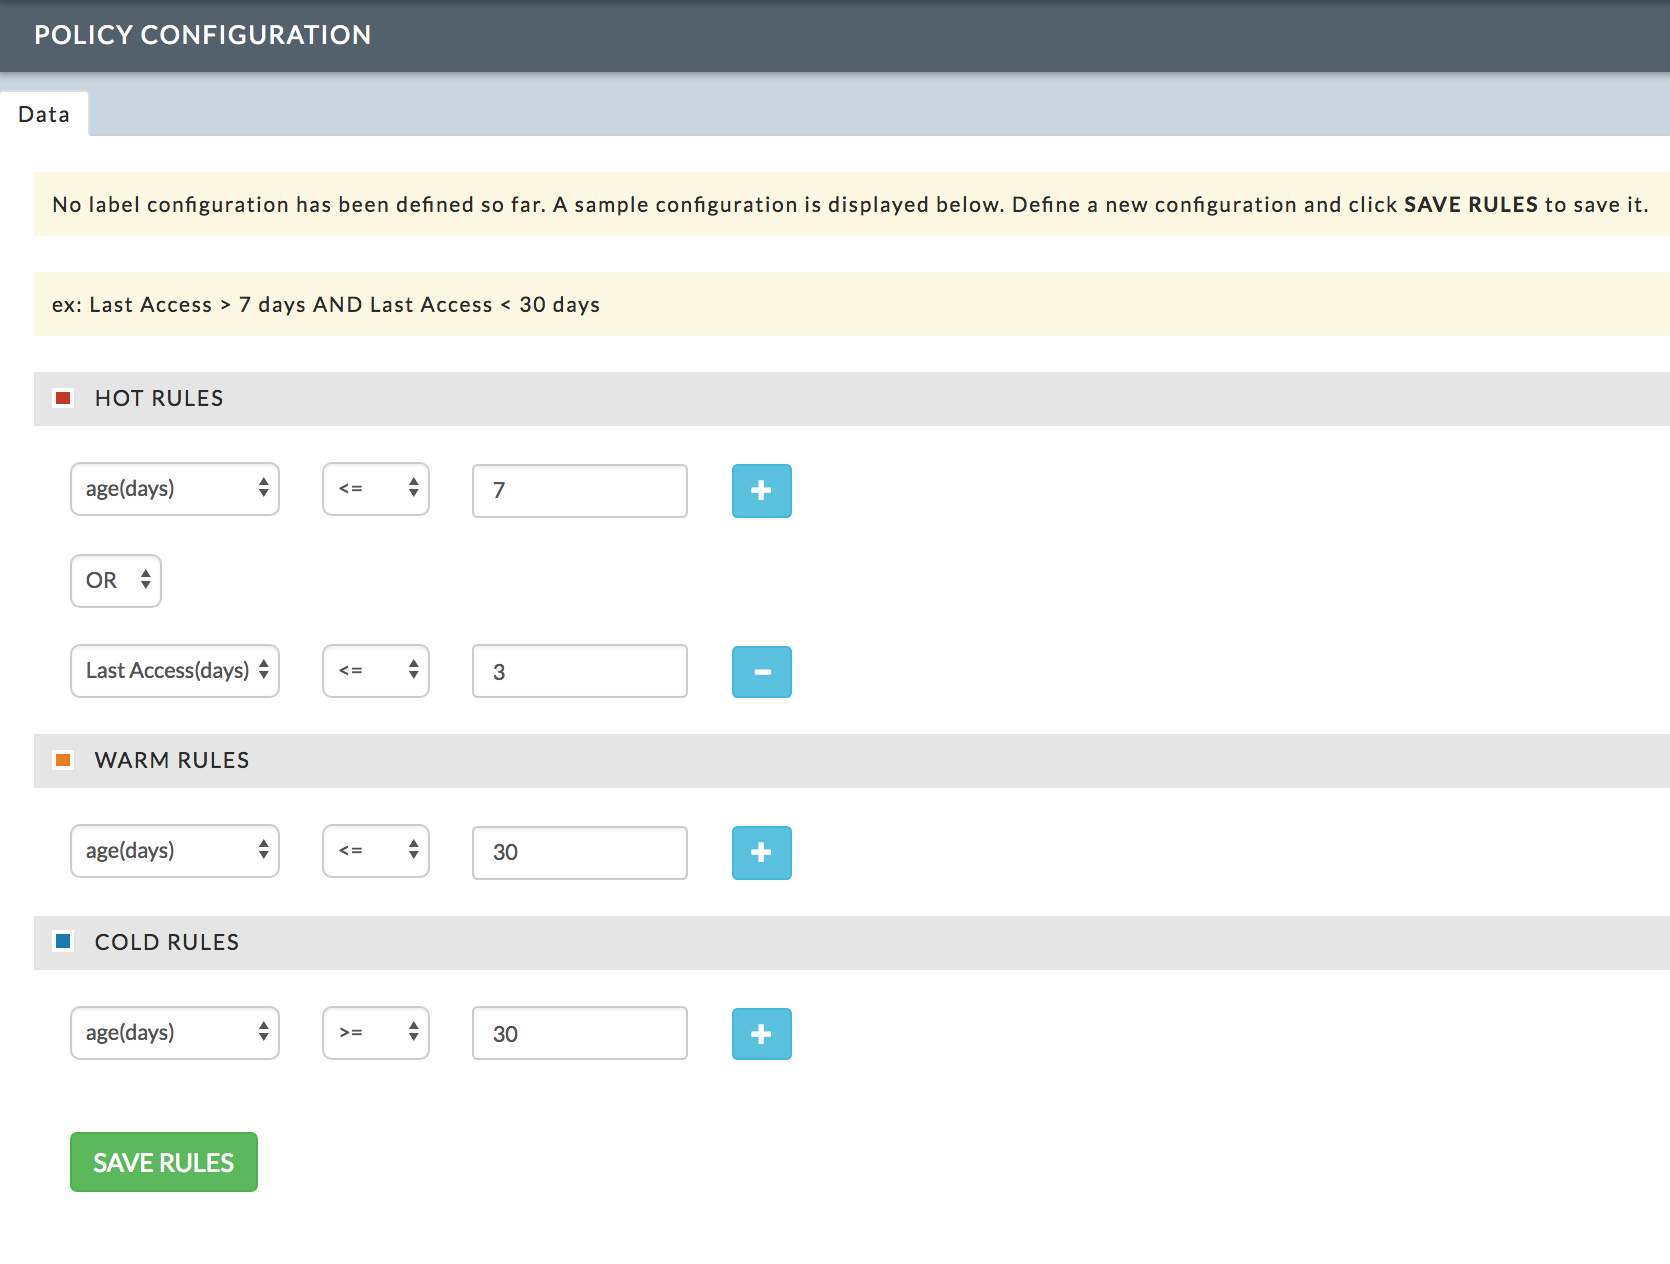 POLICY CONFIGURATION
Data
No label configuration has been defined so far. A sample configuration is displayed below. Define a new configuration and click SAVE RULES to save it.
ex: Last Access > 7 days AND Last Access < 30 days
HOT RULES
age(days) <= 7 +
OR
Last Access(days) <= 3 −
WARM RULES
age(days) <= 30 +
COLD RULES
age(days) >= 30 +
SAVE RULES